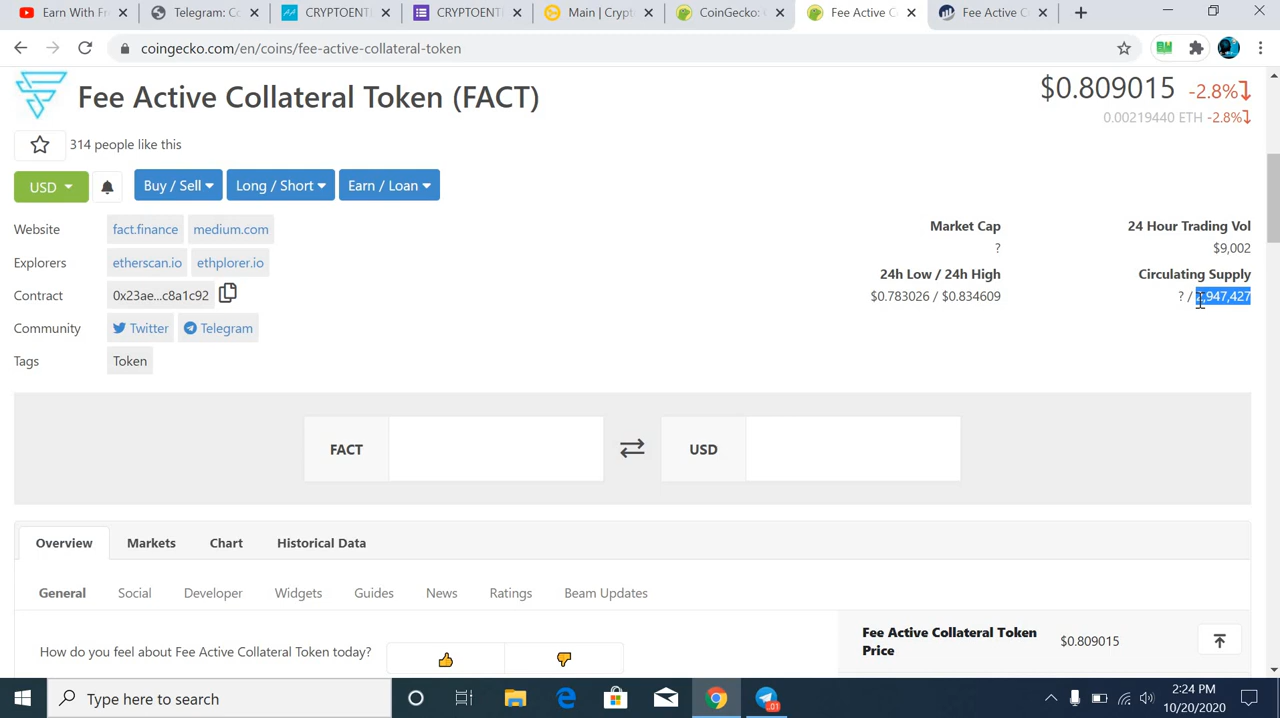 Earn With Fr
Telegram: Co
CRYPTOENTU
CRYPTOENTU
Main | Crypt
CoinGecko: C
Fee Active Co
Fee Active Co
coingecko.com/en/coins/fee-active-collateral-token
Fee Active Collateral Token (FACT)
$0.809015 -2.8%
0.00219440 ETH -2.8%
314 people like this
USD
Buy / Sell
Long / Short
Earn / Loan
Website fact.finance medium.com
Market Cap
?
24 Hour Trading Vol
$9,002
Explorers etherscan.io ethplorer.io
24h Low / 24h High
$0.783026 / $0.834609
Circulating Supply
? / ,947,427
Contract 0x23ae...c8a1c92
Community Twitter Telegram
Tags Token
FACT
USD
Overview Markets Chart Historical Data
General Social Developer Widgets Guides News Ratings Beam Updates
How do you feel about Fee Active Collateral Token today?
Fee Active Collateral Token
Price
$0.809015
Type here to search
2:24 PM
10/20/2020